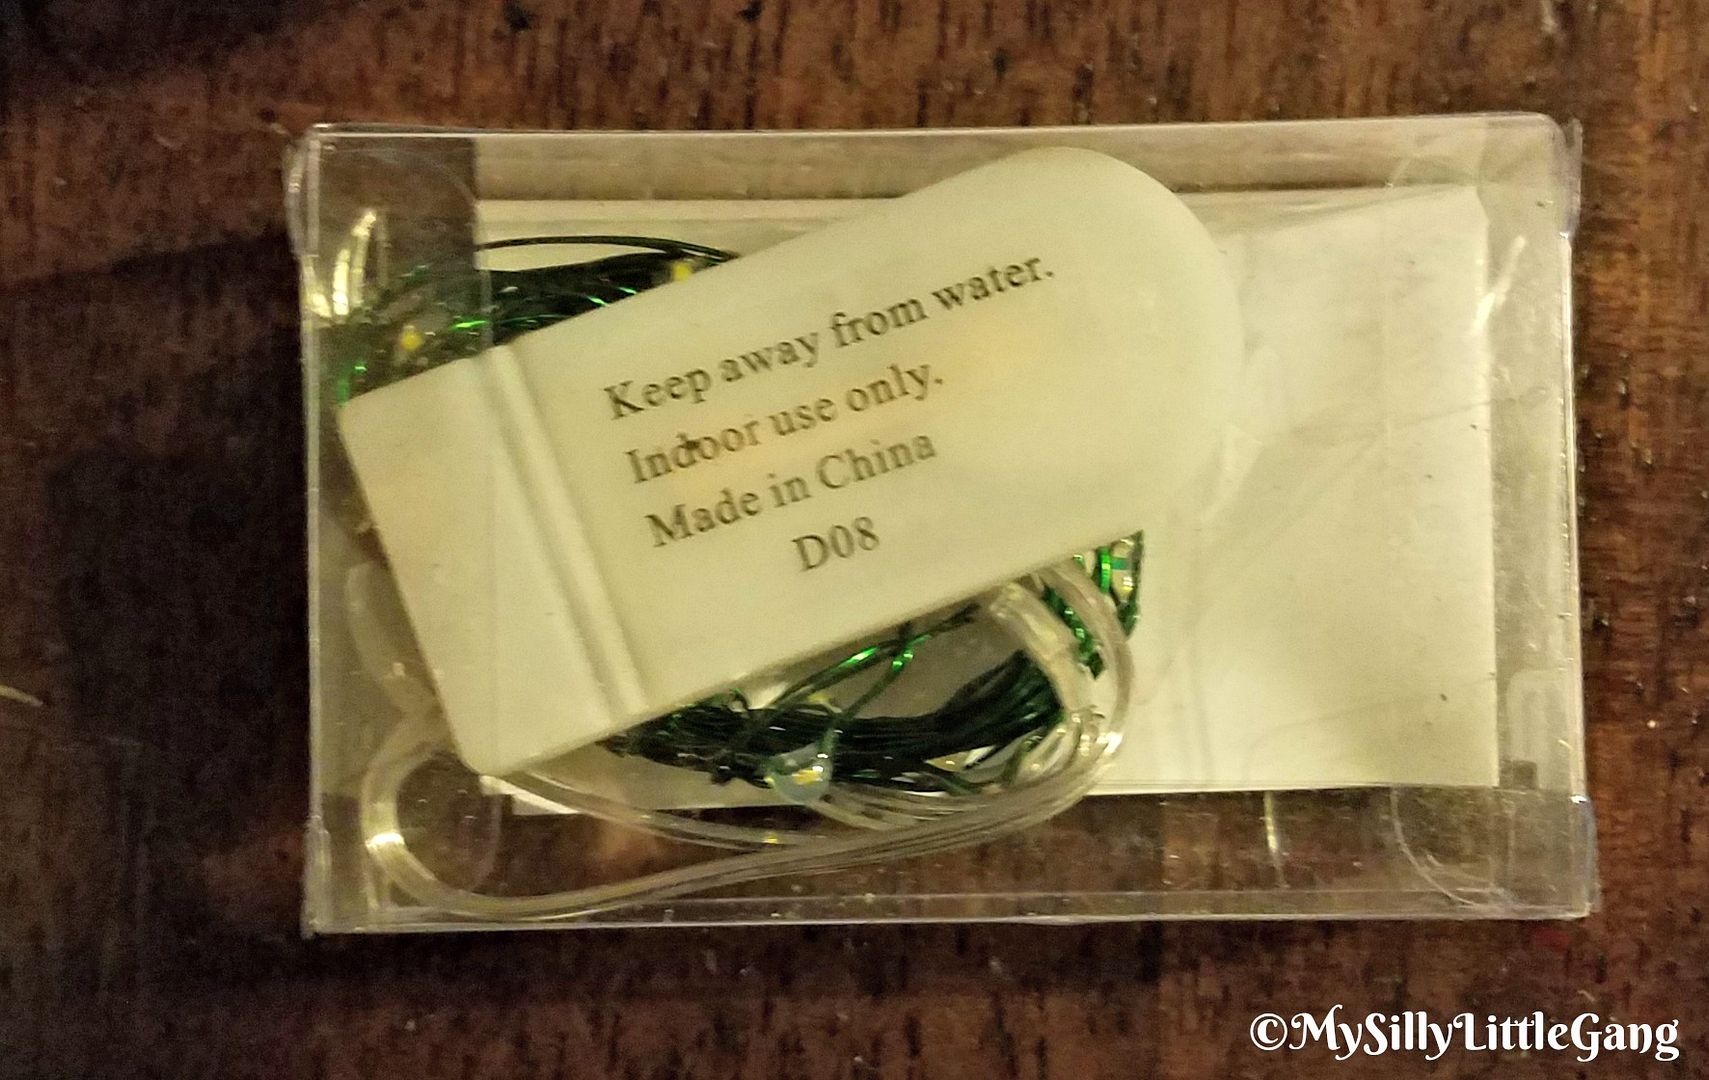 Keep away from water.
Indoor use only.
Made in China
D08
©MySillyLittleGang